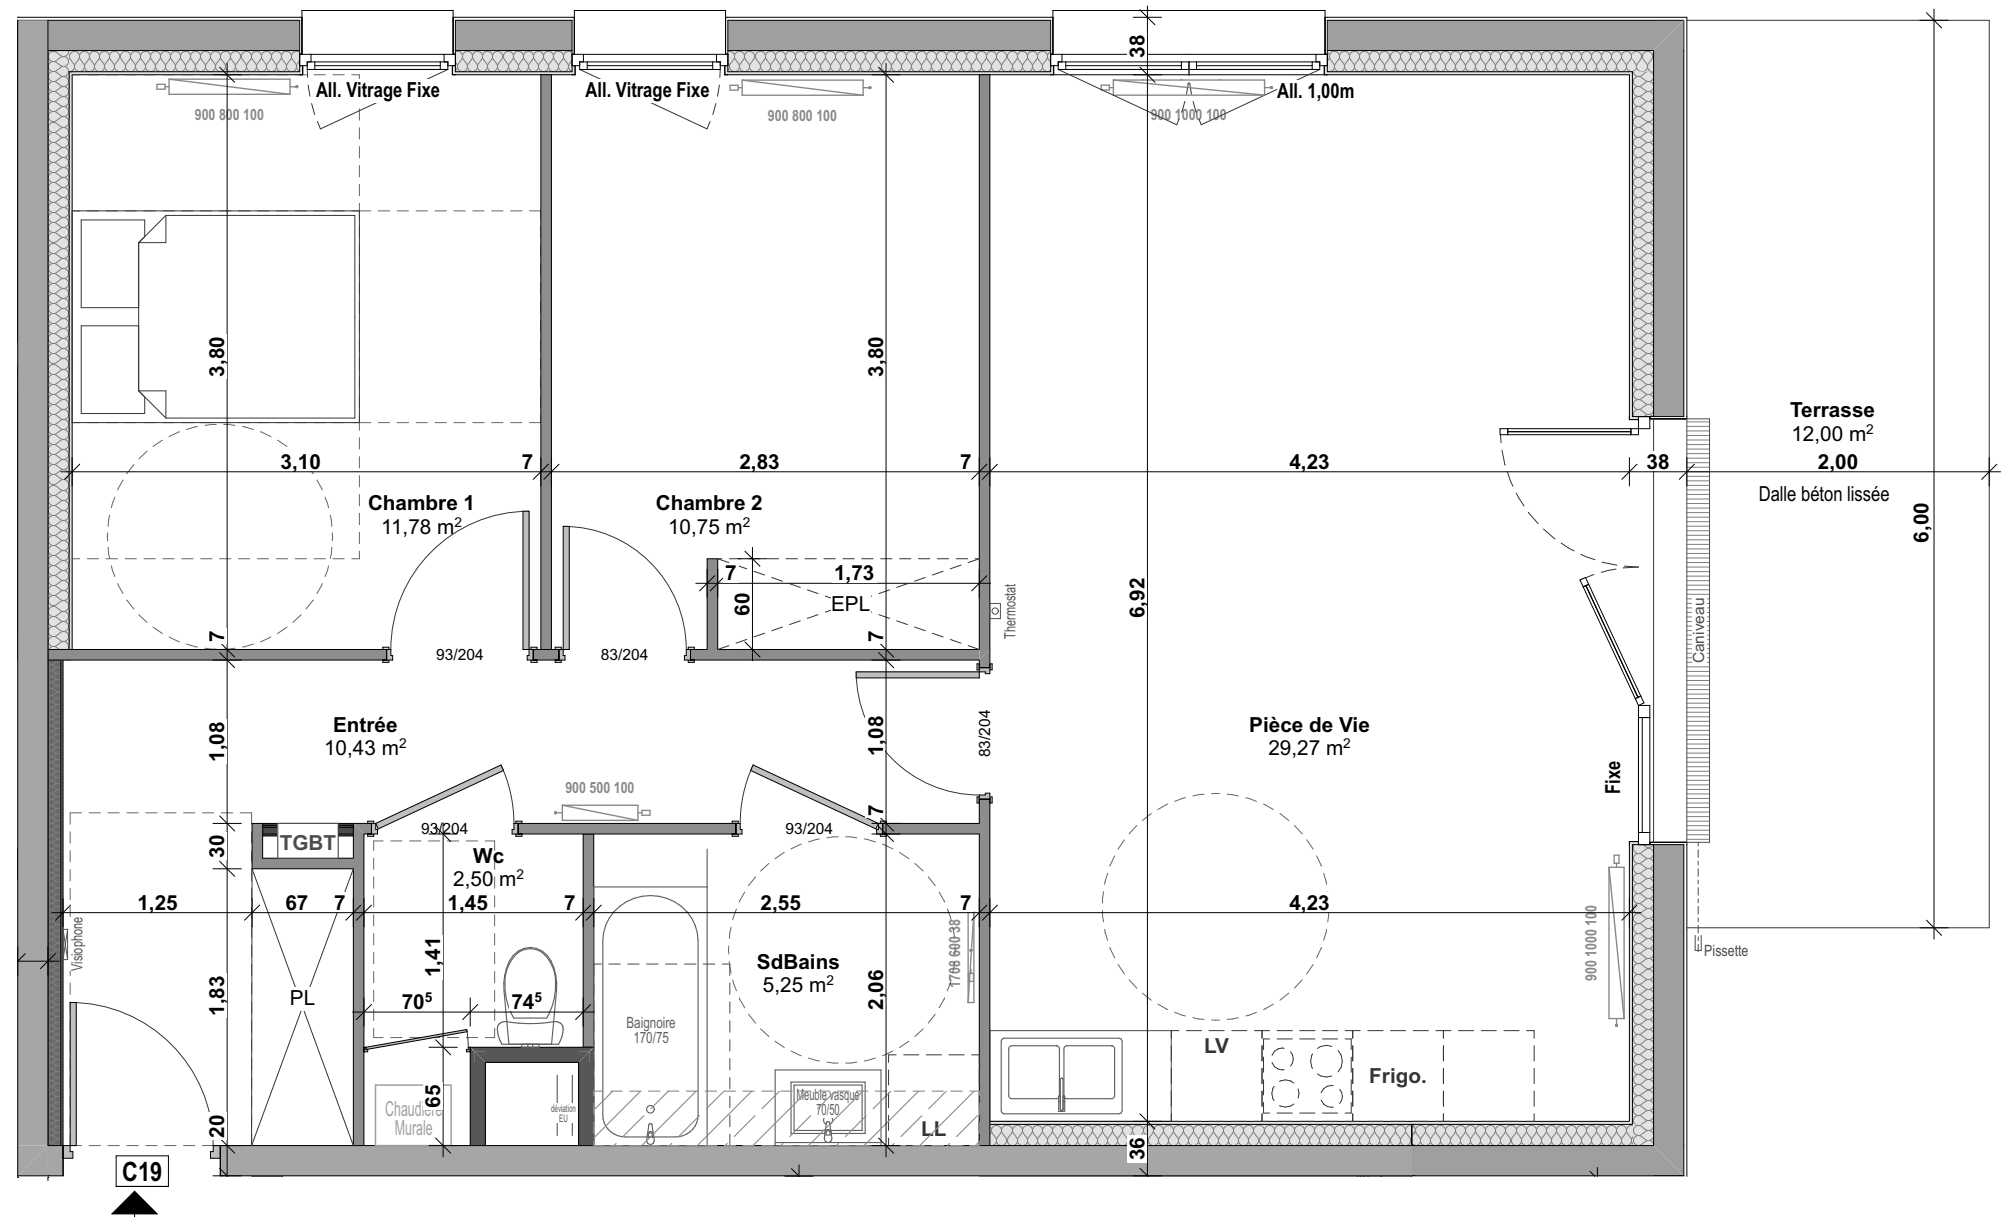 38
All. Vitrage Fixe
All. Vitrage Fixe
All. 1,00m
900 800 100
900 800 100
900 1000 100
3,80
3,80
Terrasse
12,00 m²
3,10
7
2,83
7
4,23
38
2,00
Dalle béton lissée
Chambre 1
11,78 m²
Chambre 2
10,75 m²
6,00
7
1,73
60
EPL
6,92
Thermostat
Caniveau
7
7
93/204
83/204
Entrée
10,43 m²
1,08
1,08
83/204
Pièce de Vie
29,27 m²
Fixe
900 500 100
7
93/204
93/204
30
TGBT
Wc
2,50 m²
1,25
67
7
1,45
7
2,55
7
4,23
Visiophone
1,41
1708 600 38
900 1000 100
Pissette
SdBains
5,25 m²
1,83
PL
70⁵
74⁵
2,06
Baignoire
170/75
LV
Frigo.
65
Chaudière
Murale
déviation
EU
Meuble vasque
70/50
LL
20
36
C19